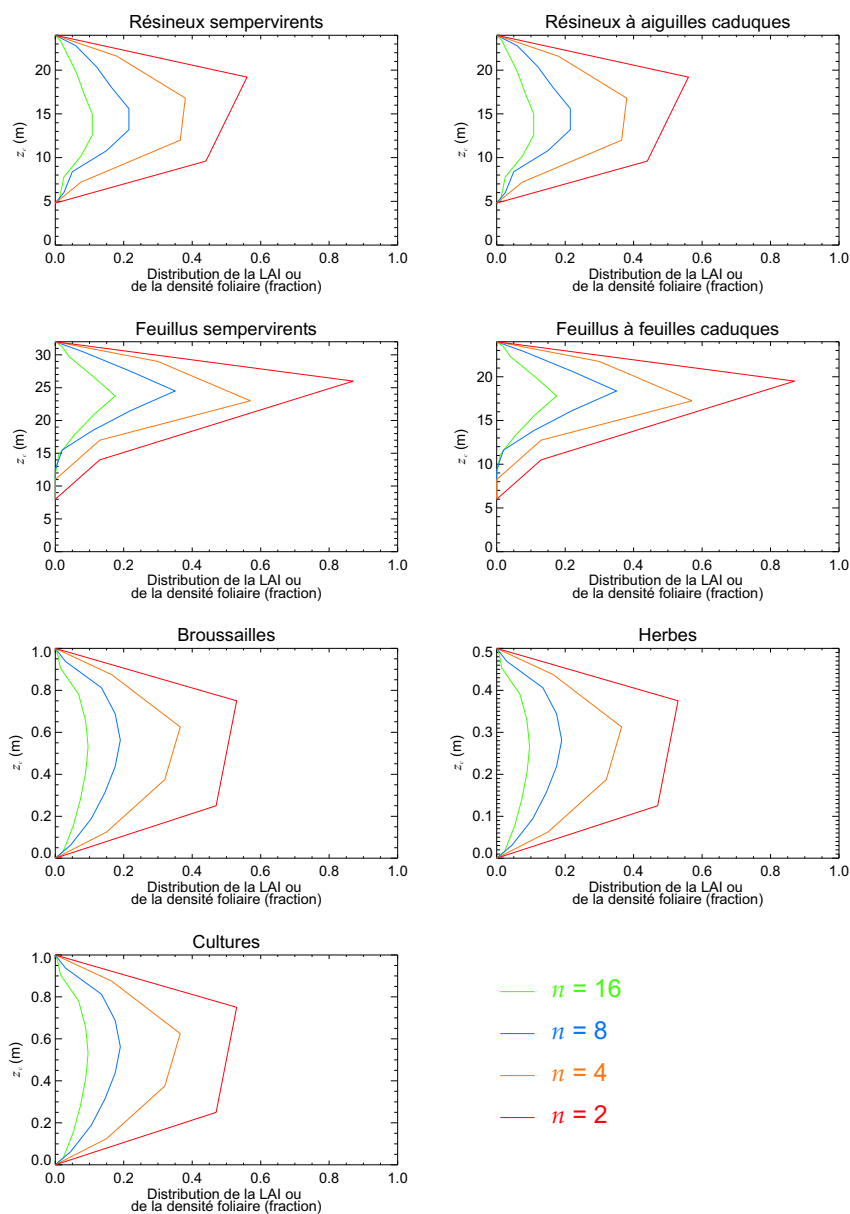 Résineux sempervirents
Résineux à aiguilles caduques
20
15
10
5
0
z_c (m)
0.0 0.2 0.4 0.6 0.8 1.0
Distribution de la LAI ou
de la densité foliaire (fraction)
20
15
10
5
0
z_c (m)
0.0 0.2 0.4 0.6 0.8 1.0
Distribution de la LAI ou
de la densité foliaire (fraction)
Feuillus sempervirents
Feuillus à feuilles caduques
30
25
20
15
10
5
0
z_c (m)
0.0 0.2 0.4 0.6 0.8 1.0
Distribution de la LAI ou
de la densité foliaire (fraction)
20
15
10
5
0
z_c (m)
0.0 0.2 0.4 0.6 0.8 1.0
Distribution de la LAI ou
de la densité foliaire (fraction)
Broussailles
Herbes
1.0
0.8
0.6
0.4
0.2
0.0
z_c (m)
0.0 0.2 0.4 0.6 0.8 1.0
Distribution de la LAI ou
de la densité foliaire (fraction)
0.5
0.4
0.3
0.2
0.1
0.0
z_c (m)
0.0 0.2 0.4 0.6 0.8 1.0
Distribution de la LAI ou
de la densité foliaire (fraction)
Cultures
1.0
0.8
0.6
0.4
0.2
0.0
z_c (m)
0.0 0.2 0.4 0.6 0.8 1.0
Distribution de la LAI ou
de la densité foliaire (fraction)
n = 16
n = 8
n = 4
n = 2